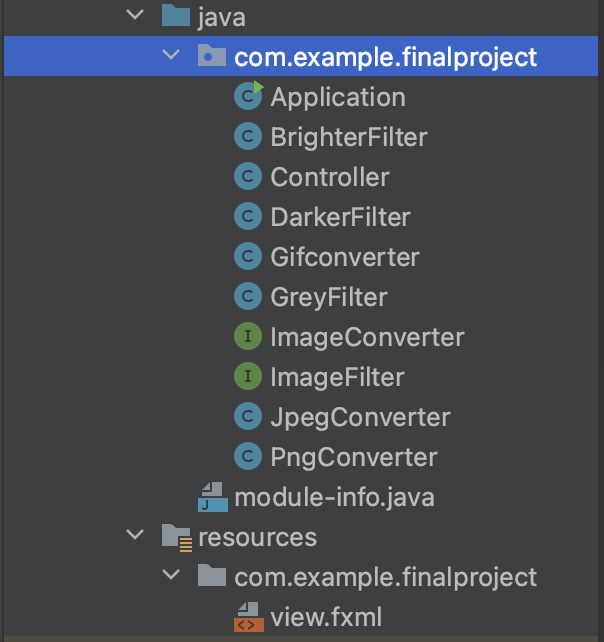 java
com.example.finalproject
Application
BrighterFilter
Controller
DarkerFilter
Gifconverter
GreyFilter
ImageConverter
ImageFilter
JpegConverter
PngConverter
module-info.java
resources
com.example.finalproject
view.fxml